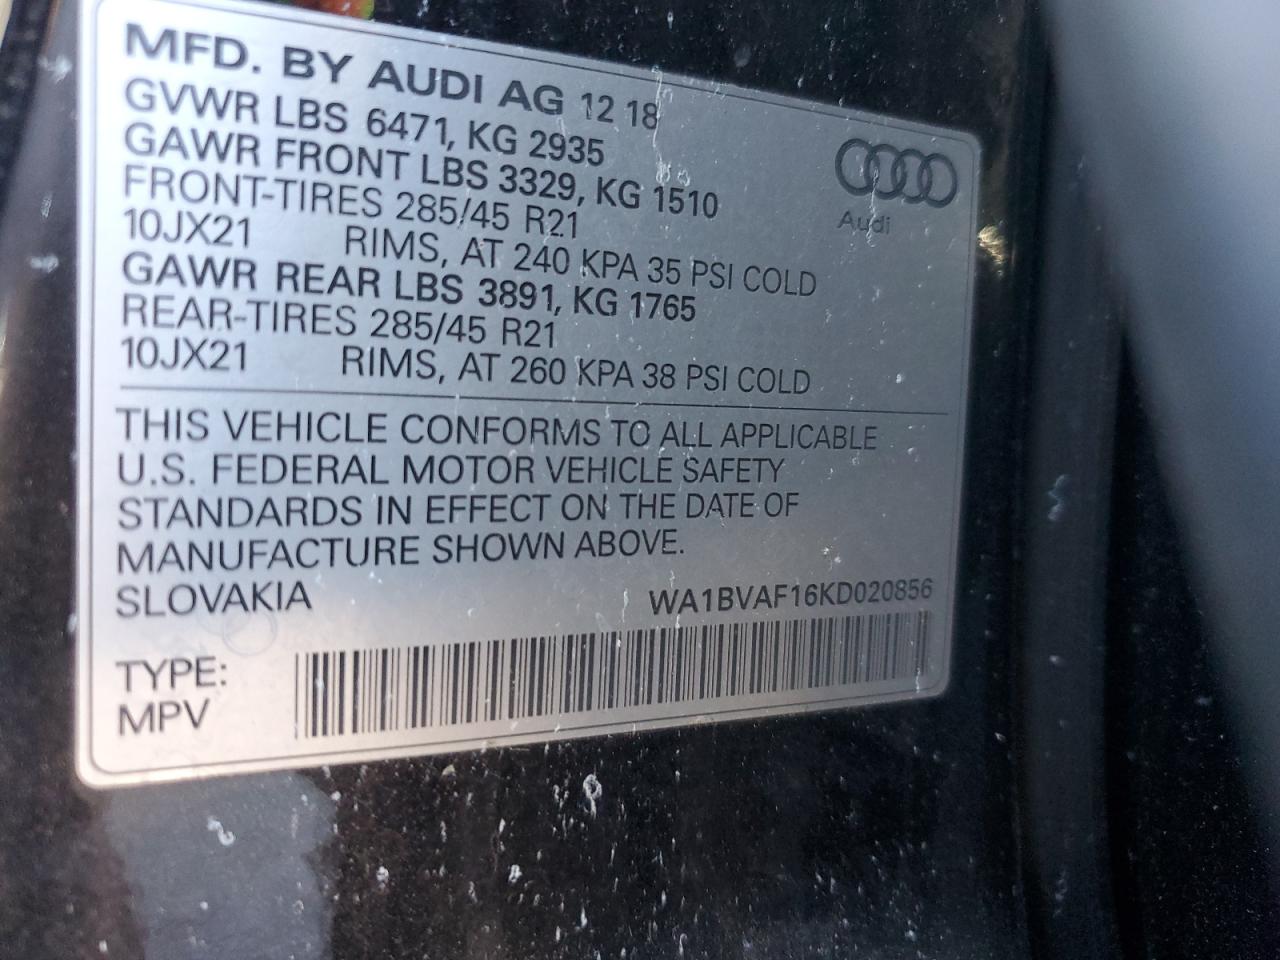 MFD. BY AUDI AG 12 18
GVWR LBS 6471, KG 2935
GAWR FRONT LBS 3329, KG 1510
FRONT-TIRES 285/45 R21
10JX21 RIMS, AT 240 KPA 35 PSI COLD
GAWR REAR LBS 3891, KG 1765
REAR-TIRES 285/45 R21
10JX21 RIMS, AT 260 KPA 38 PSI COLD
Audi
THIS VEHICLE CONFORMS TO ALL APPLICABLE
U.S. FEDERAL MOTOR VEHICLE SAFETY
STANDARDS IN EFFECT ON THE DATE OF
MANUFACTURE SHOWN ABOVE.
SLOVAKIA WA1BVAF16KD020856
TYPE:
MPV